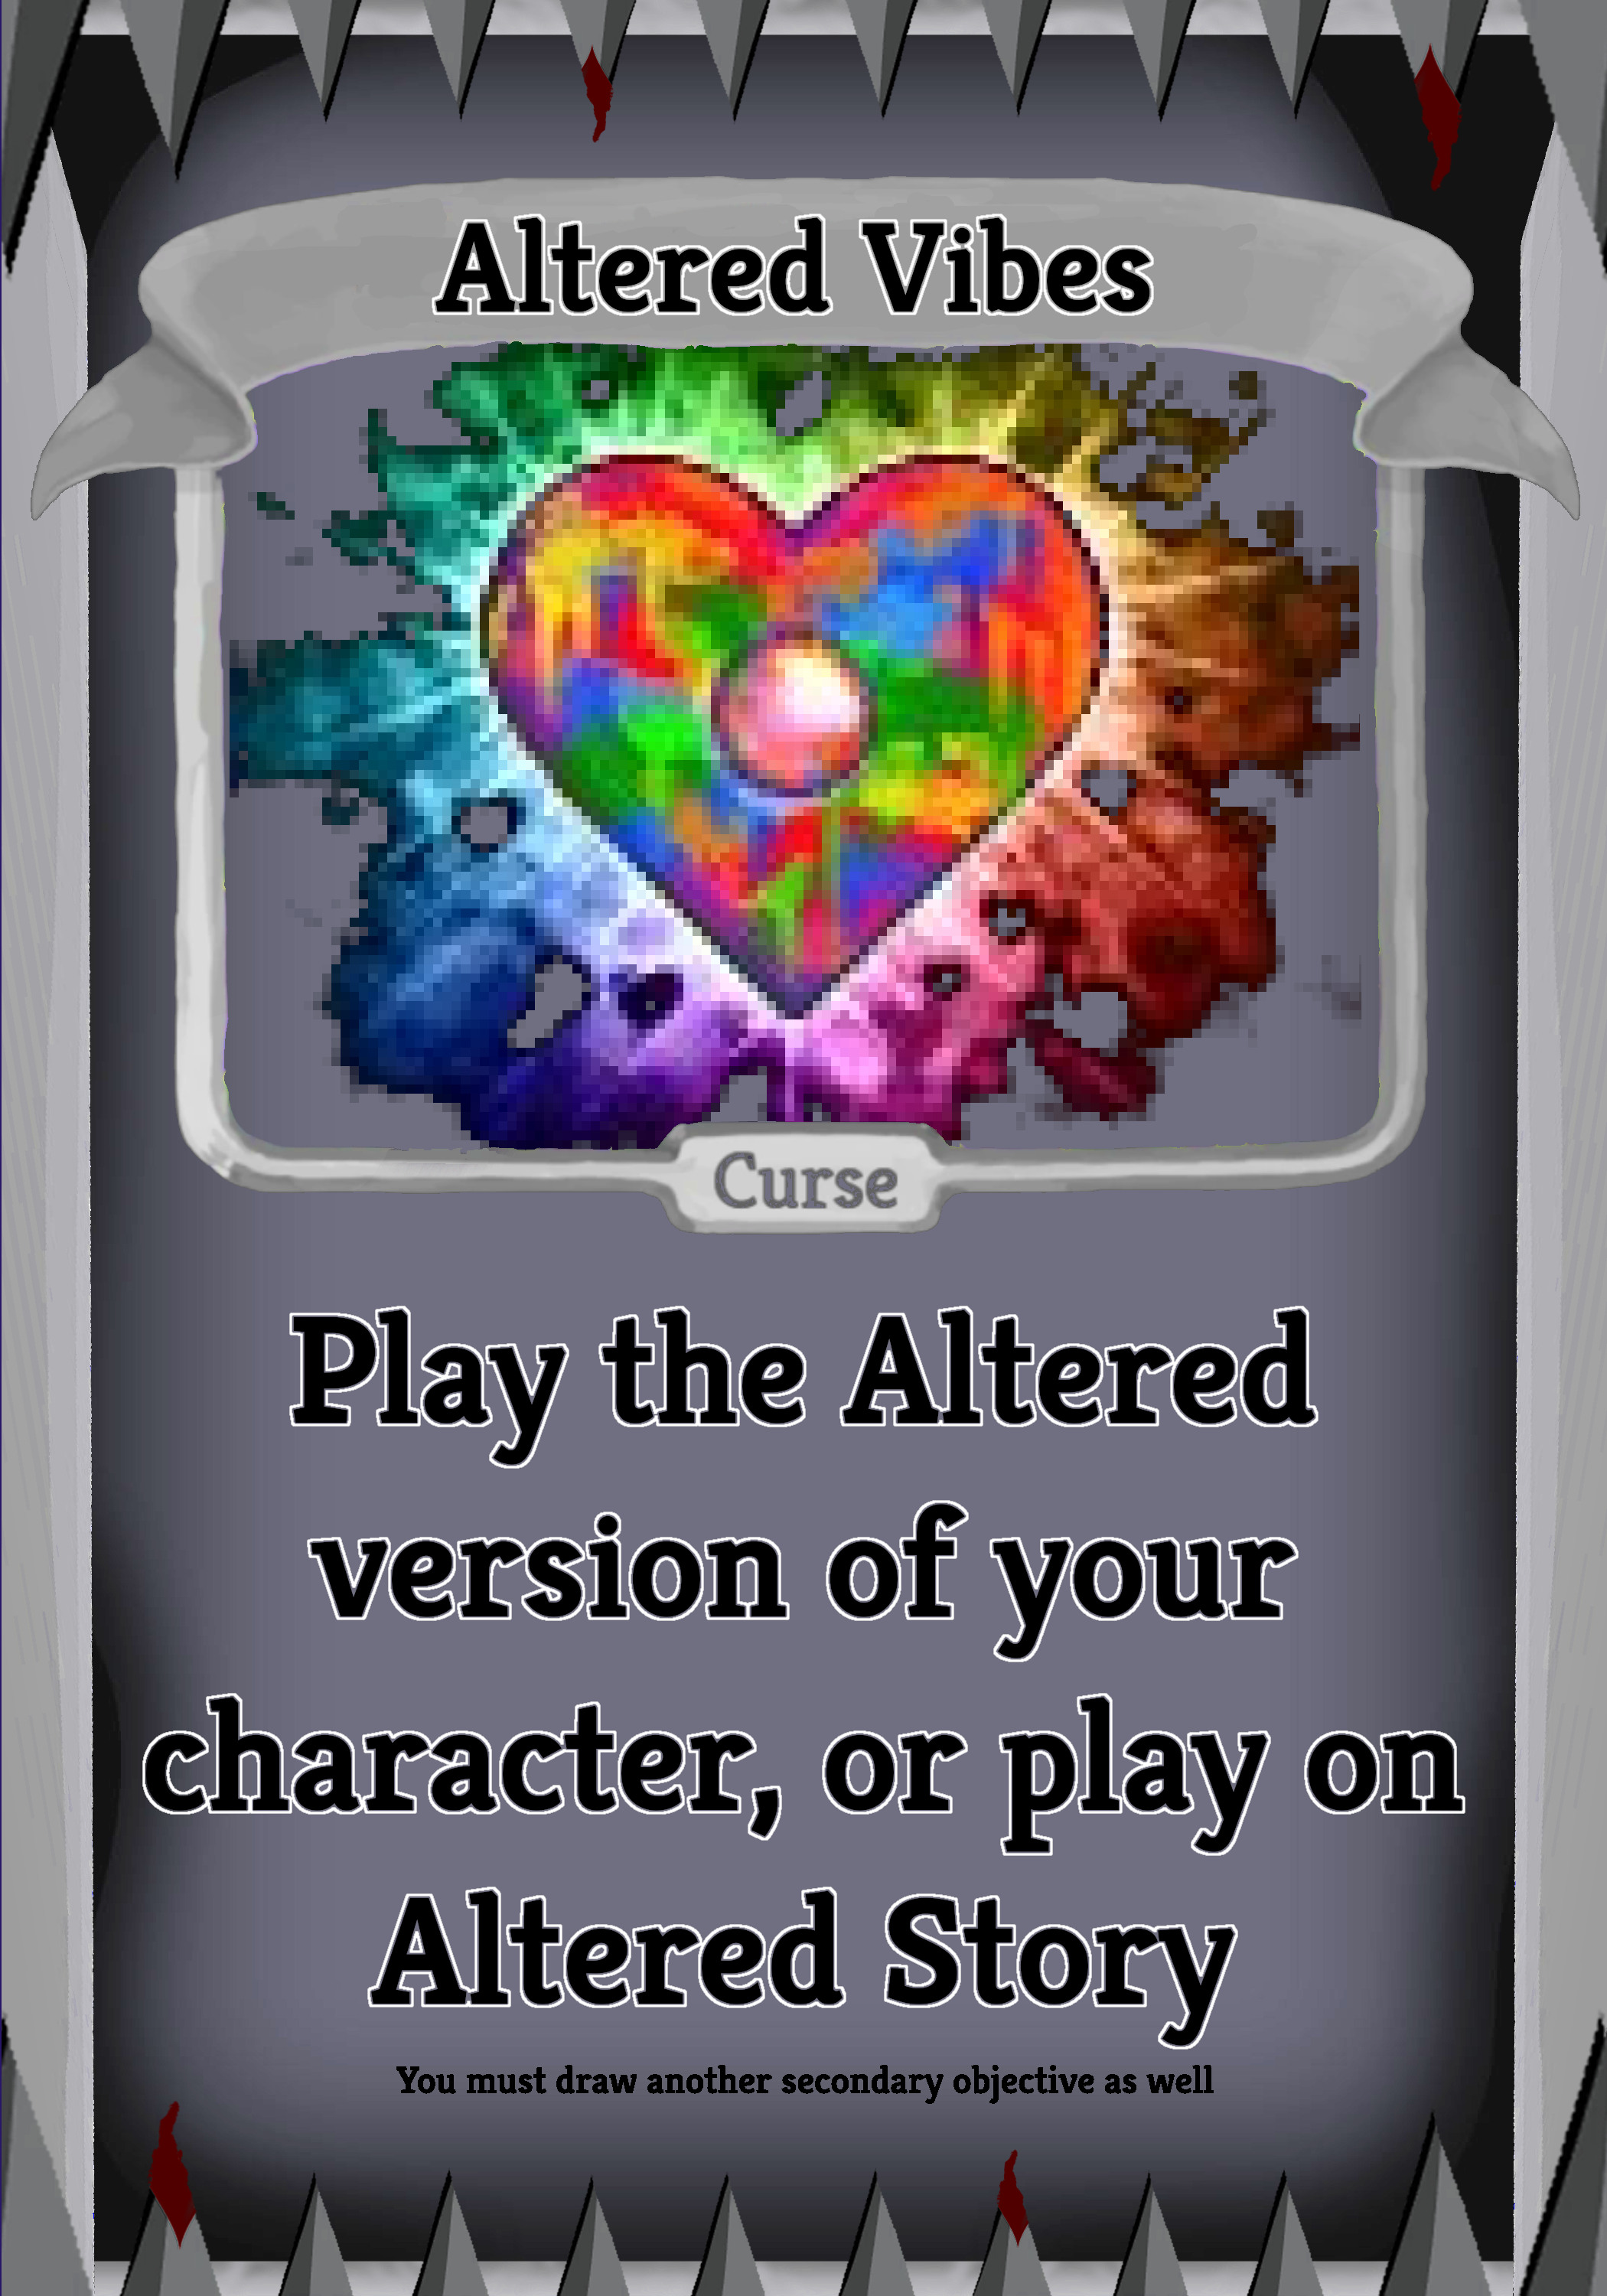 Altered Vibes
Curse
Play the Altered
version of your
character, or play on
Altered Story
You must draw another secondary objective as well